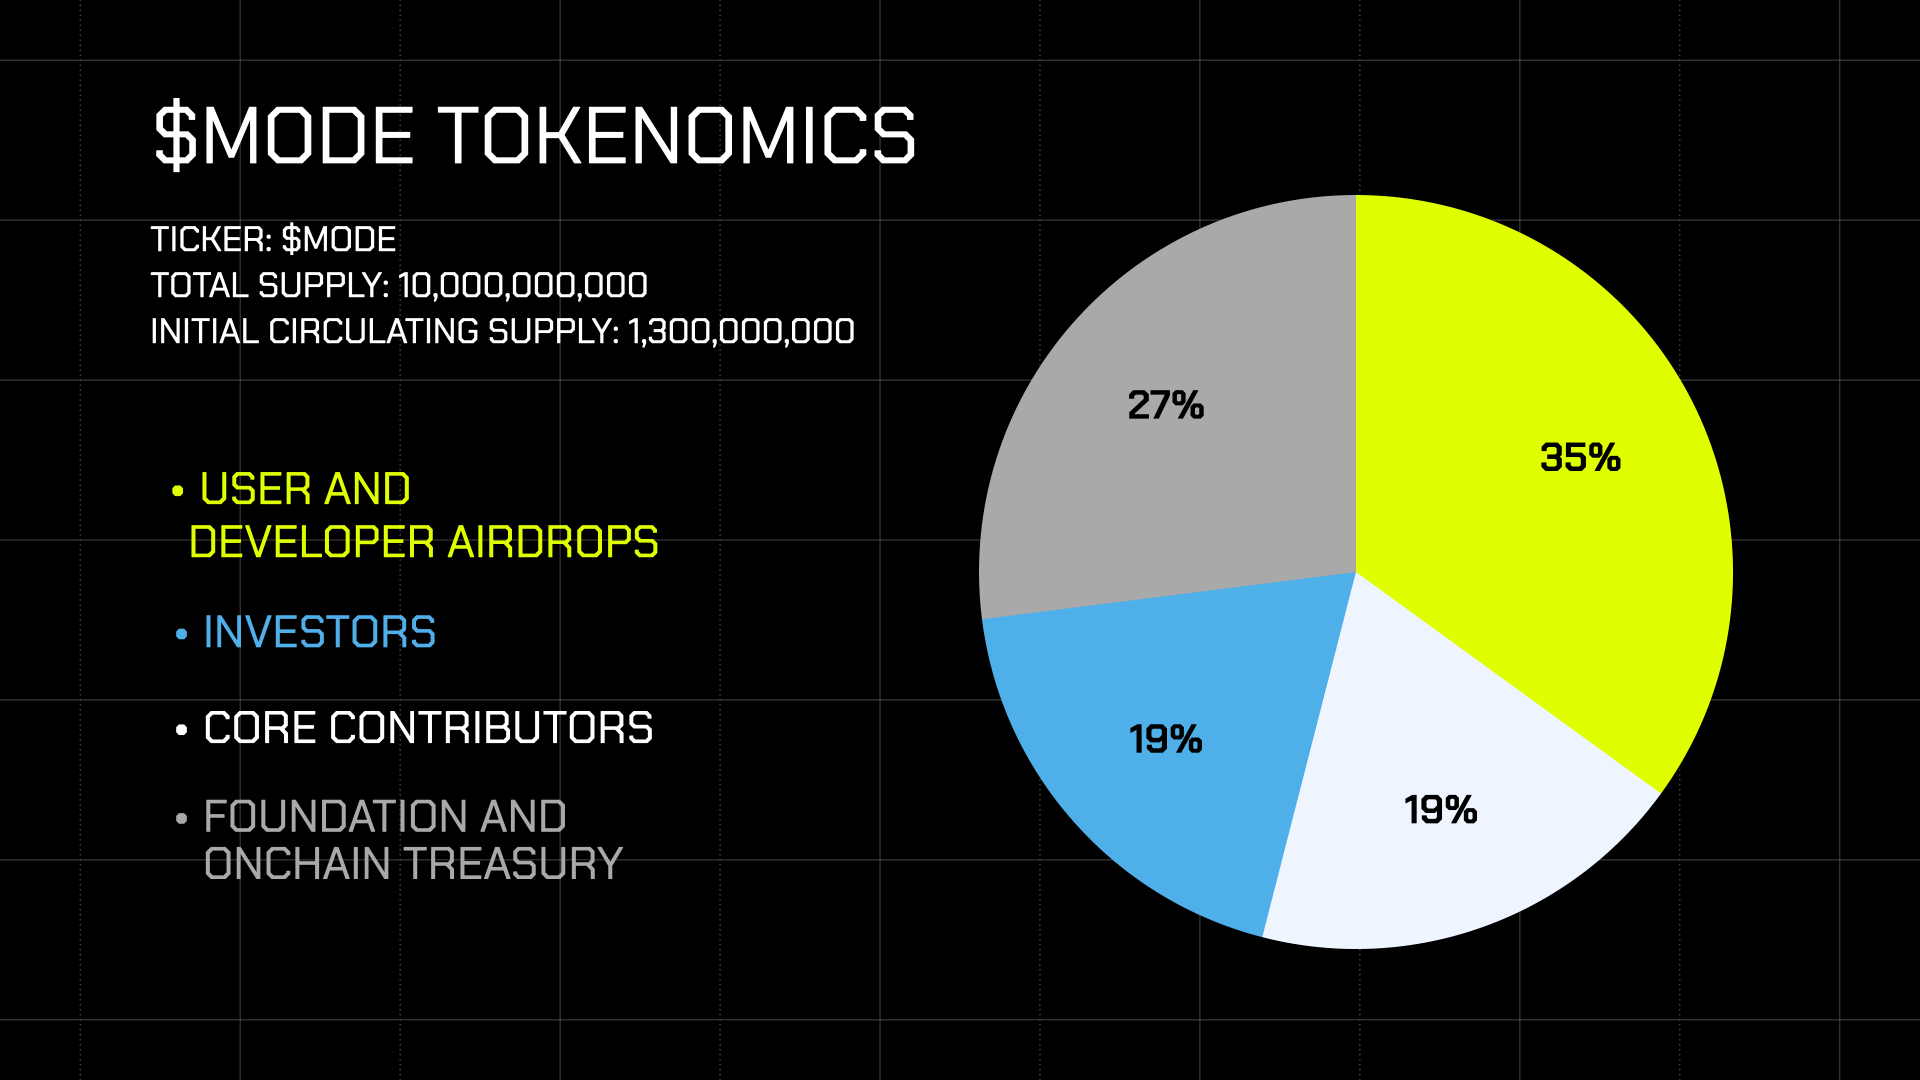 $MODE TOKENOMICS
TICKER: $MODE
TOTAL SUPPLY: 10,000,000,000
INITIAL CIRCULATING SUPPLY: 1,300,000,000
• USER AND
DEVELOPER AIRDROPS
• INVESTORS
• CORE CONTRIBUTORS
• FOUNDATION AND
ONCHAIN TREASURY
27%
35%
19%
19%